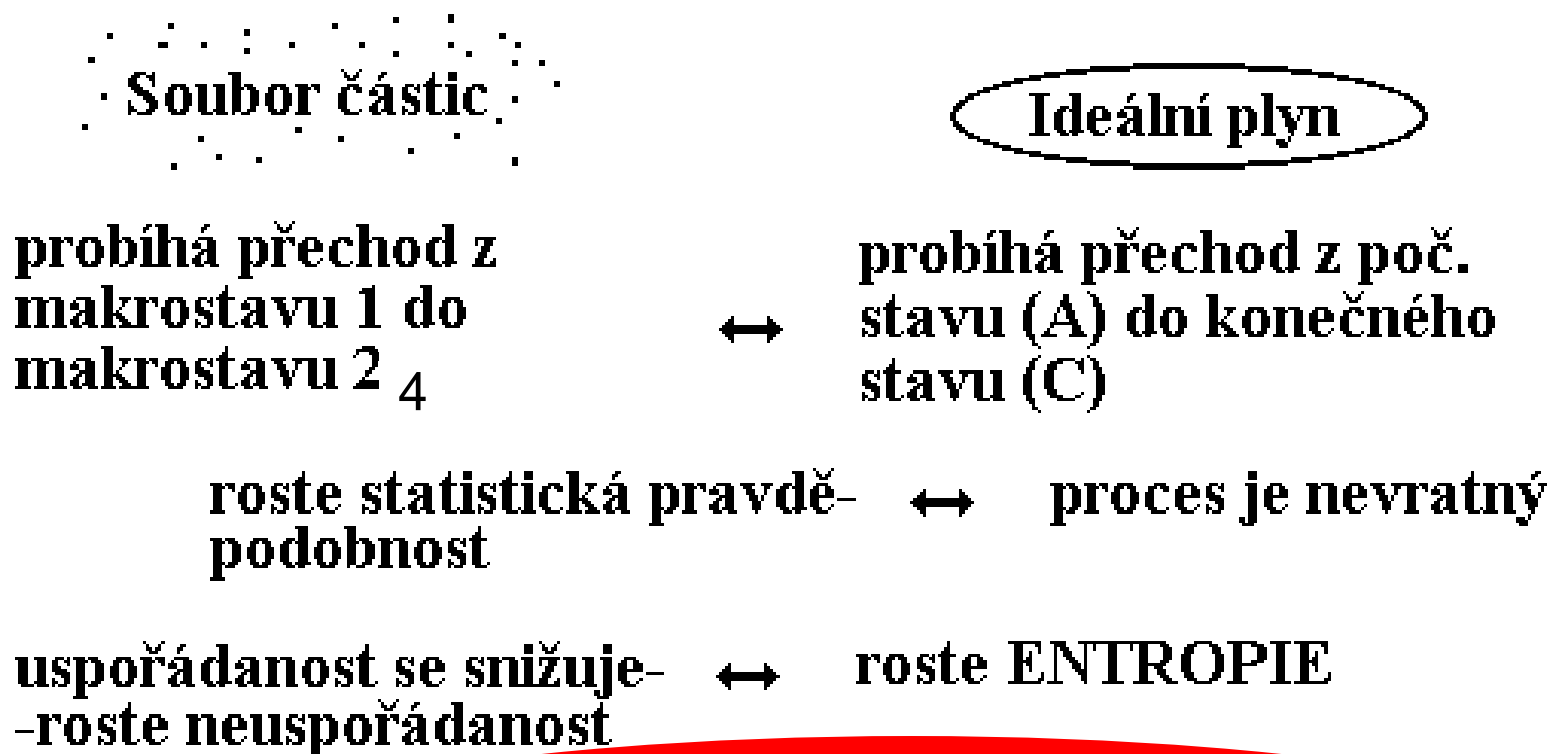 Soubor částic
Ideální plyn
probíhá přechod z
makrostavu 1 do
makrostavu 2 4
probíhá přechod z poč.
stavu (A) do konečného
stavu (C)
roste statistická pravdě-
podobnost
proces je nevratný
uspořádanost se snižuje-
-roste neuspořádanost
roste ENTROPIE